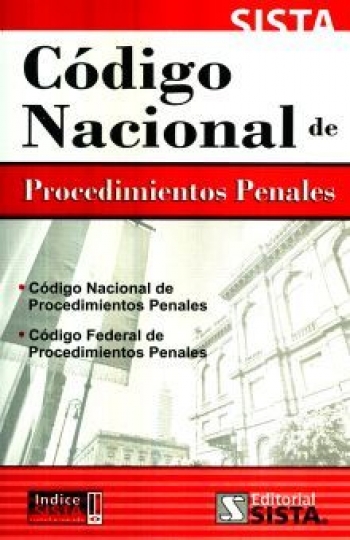 SISTA
Código
Nacional de
Procedimientos Penales
• Código Nacional de
Procedimientos Penales
• Código Federal de
Procedimientos Penales
Indice
SISTA
S Editorial
SISTA.